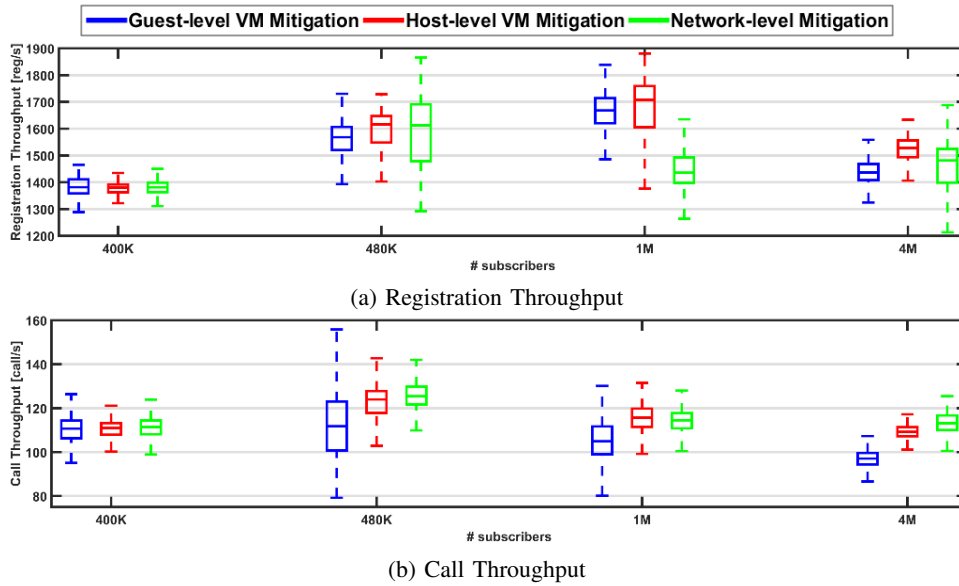 Guest-level VM Mitigation Host-level VM Mitigation Network-level Mitigation
Registration Throughput [reg/s]
1900
1800
1700
1600
1500
1400
1300
1200
400K 480K 1M 4M
# subscribers
(a) Registration Throughput
Call Throughput [call/s]
160
140
120
100
80
400K 480K 1M 4M
# subscribers
(b) Call Throughput